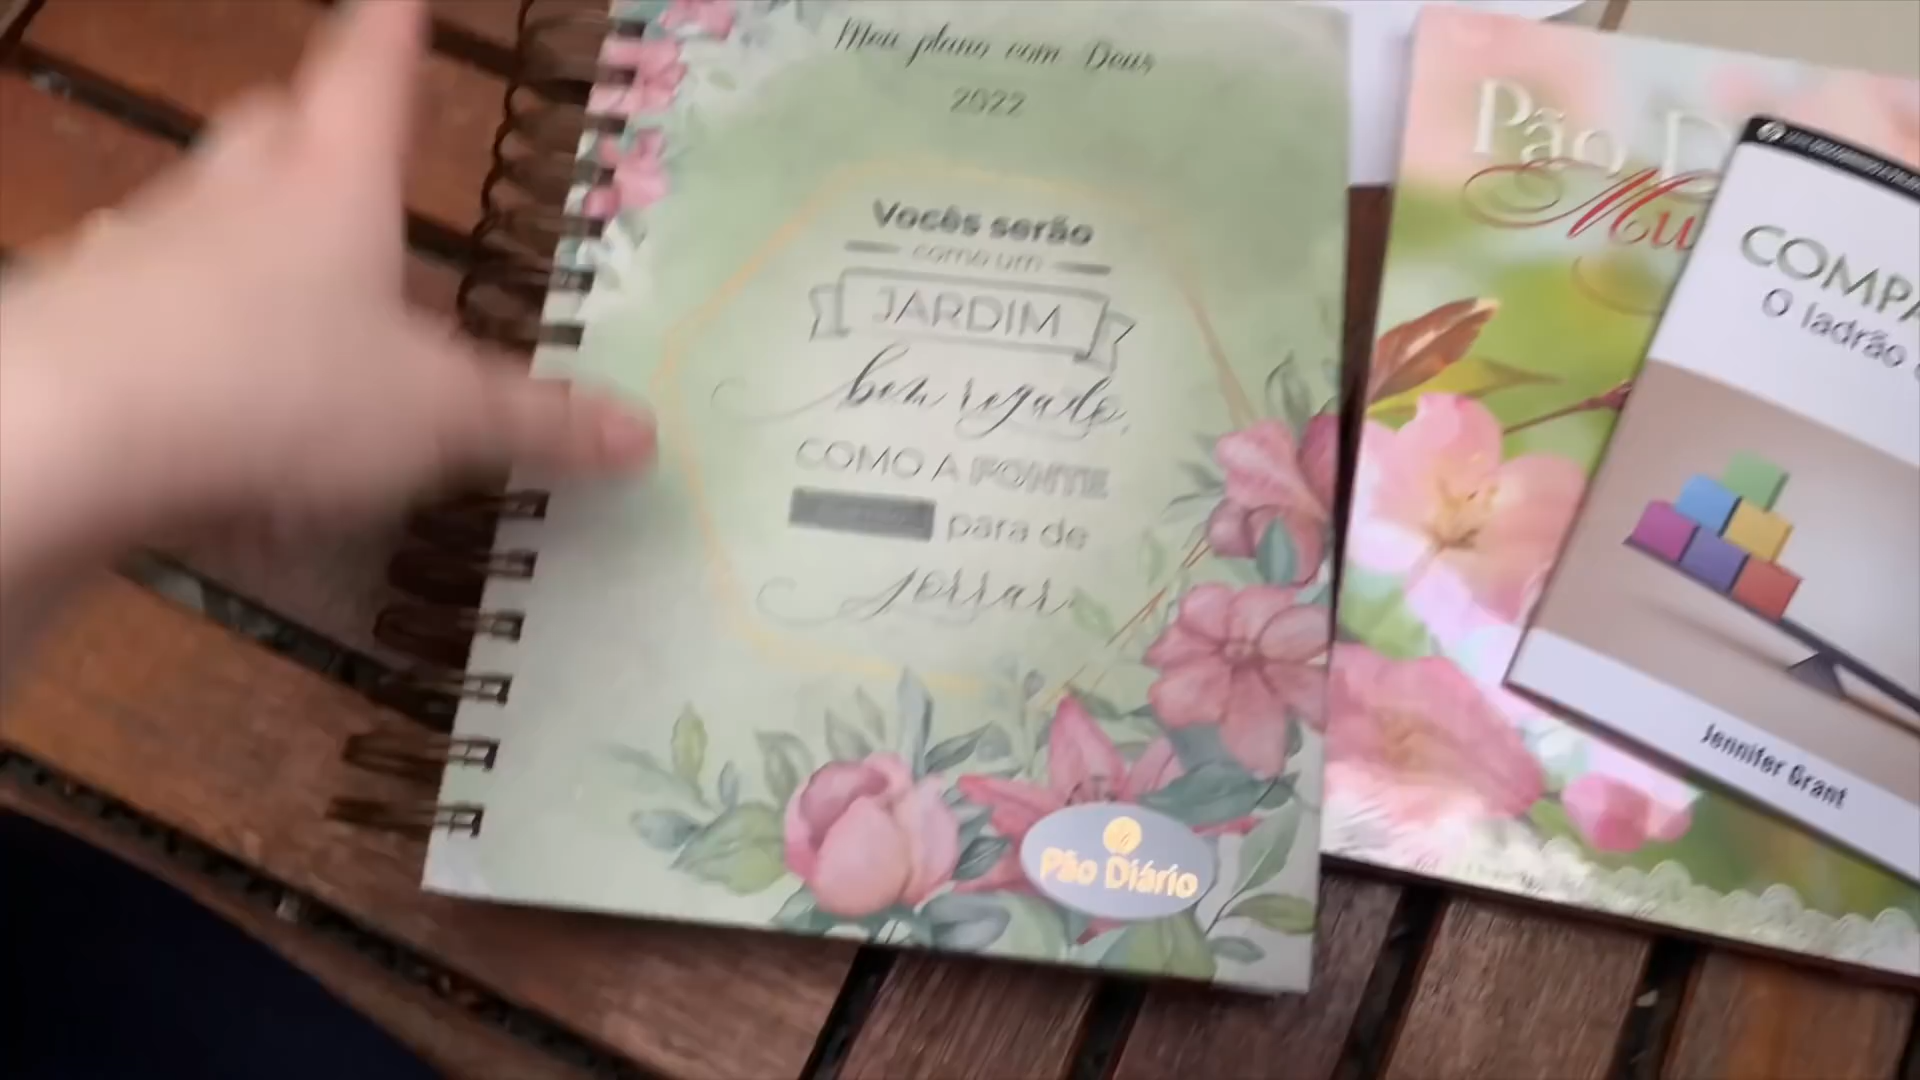 Meu plano com Deus
2022
Vocês serão
como um
JARDIM
bem regado,
COMO A FONTE
para de
jorrar.
Pão Diário
Pão D
Mu
COMPA
O ladrão
Jennifer Grant